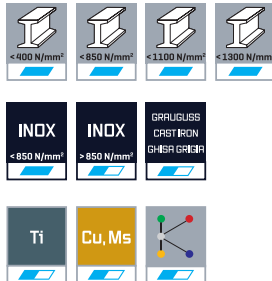 <400 N/mm²
<850 N/mm²
<1100 N/mm²
<1300 N/mm²
INOX
<850 N/mm²
INOX
>850 N/mm²
GRAUGUSS
CAST IRON
GHISA GRIGIA
Ti
Cu, Ms